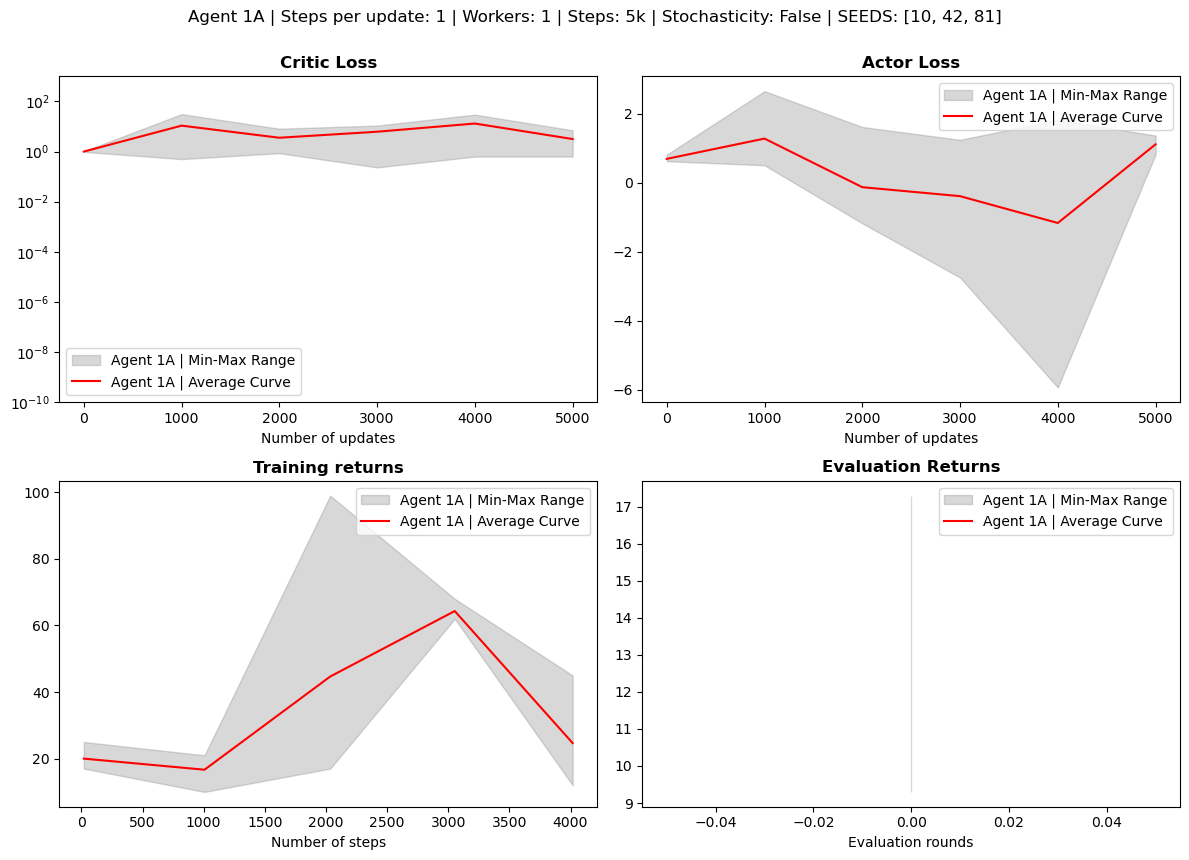 Agent 1A | Steps per update: 1 | Workers: 1 | Steps: 5k | Stochasticity: False | SEEDS: [10, 42, 81]
Critic Loss
10^2
10^0
10^−2
10^−4
10^−6
10^−8
10^−10
Agent 1A | Min-Max Range
Agent 1A | Average Curve
0 1000 2000 3000 4000 5000
Number of updates
Actor Loss
2
0
−2
−4
−6
Agent 1A | Min-Max Range
Agent 1A | Average Curve
0 1000 2000 3000 4000 5000
Number of updates
Training returns
100
80
60
40
20
Agent 1A | Min-Max Range
Agent 1A | Average Curve
0 500 1000 1500 2000 2500 3000 3500 4000
Number of steps
Evaluation Returns
17
16
15
14
13
12
11
10
9
Agent 1A | Min-Max Range
Agent 1A | Average Curve
−0.04 −0.02 0.00 0.02 0.04
Evaluation rounds